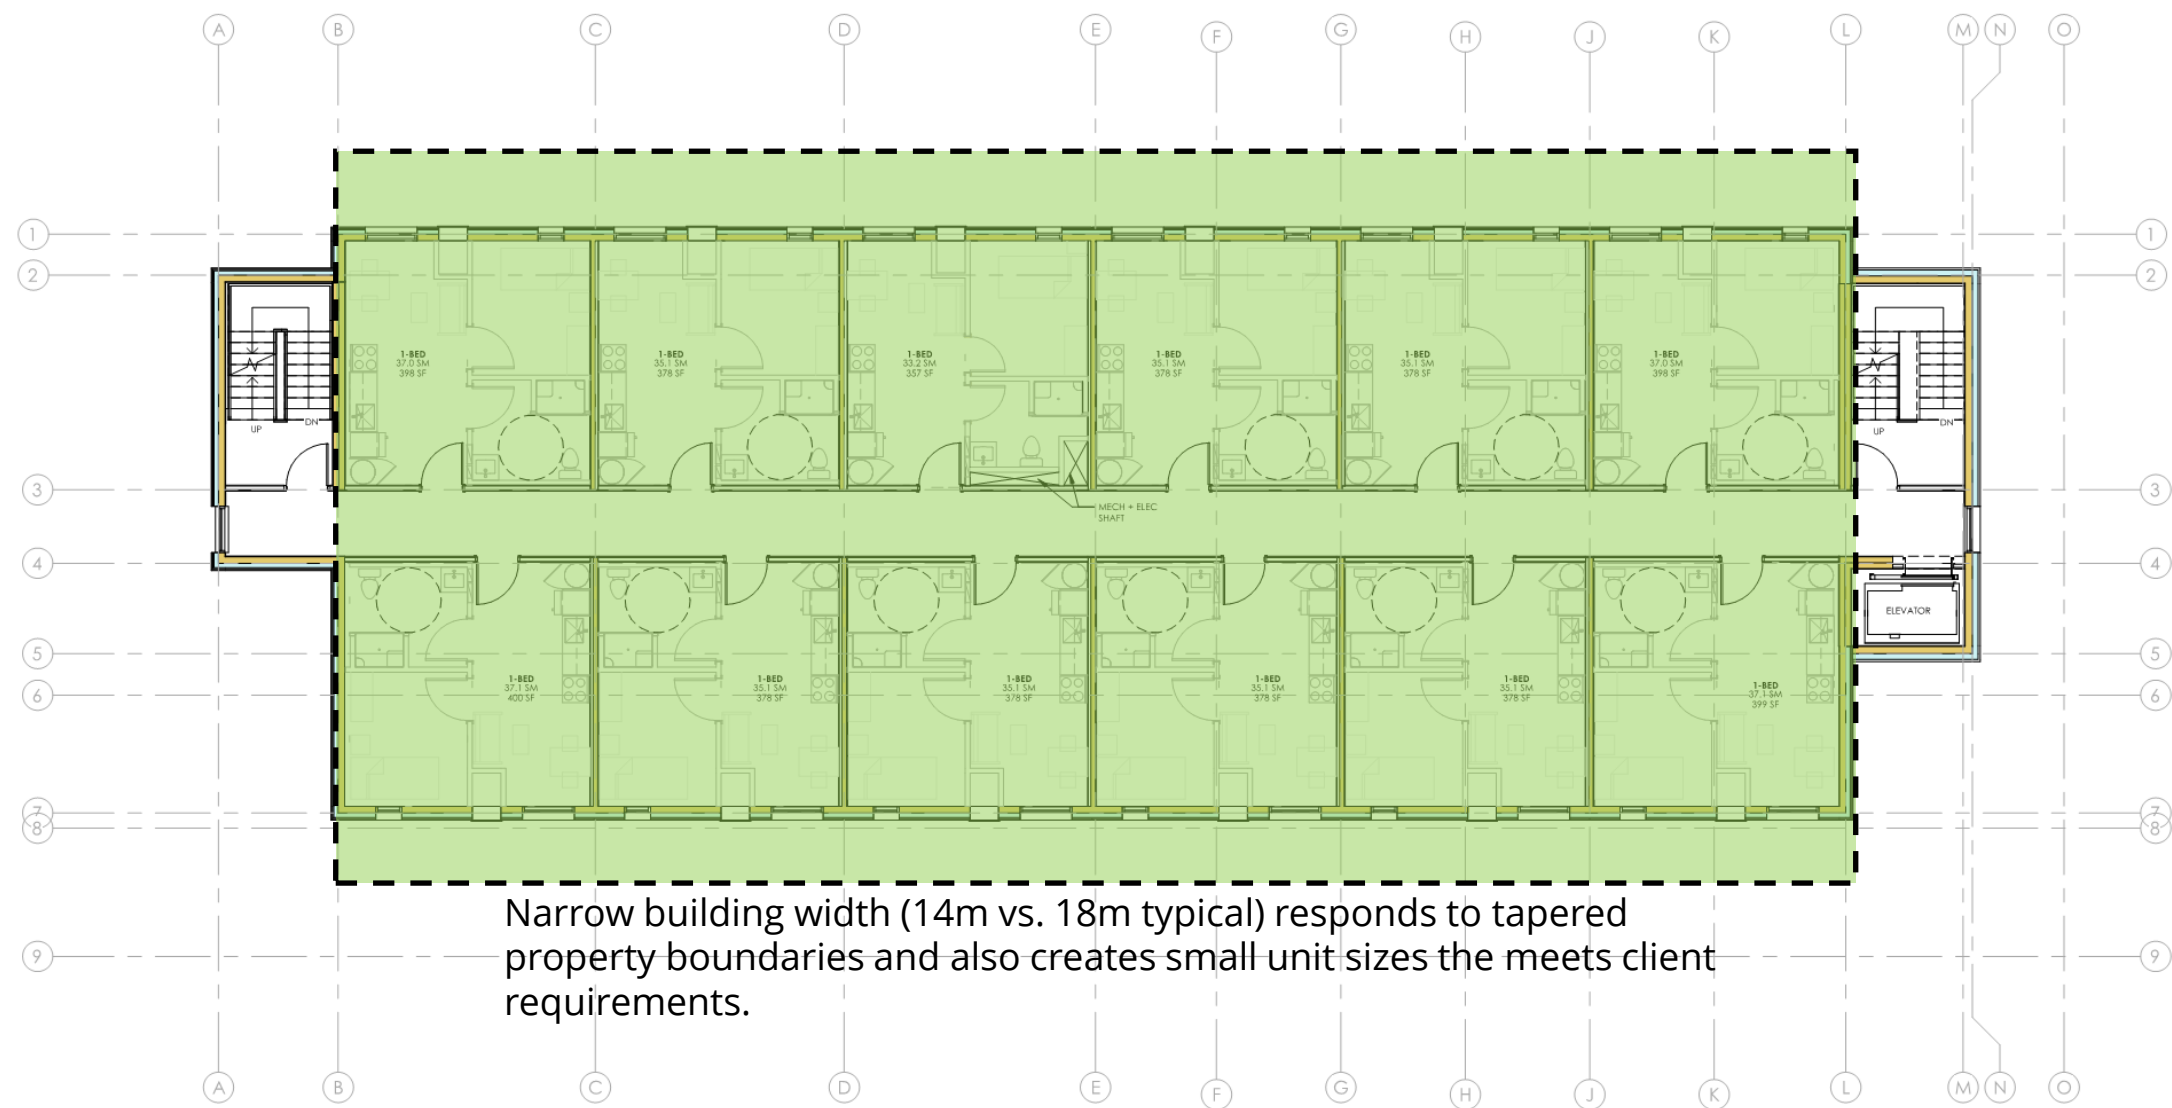 A B C D E F G H J K L M N O
1 1
2 2
1-BED 1-BED 1-BED 1-BED 1-BED 1-BED
37.0 SM 35.1 SM 33.2 SM 35.1 SM 35.1 SM 37.0 SM
398 SF 378 SF 357 SF 378 SF 378 SF 398 SF
UP DN UP DN
3 3
MECH + ELEC
SHAFT
4 4
ELEVATOR
5 5
1-BED 1-BED 1-BED 1-BED 1-BED 1-BED
37.1 SM 35.1 SM 35.1 SM 35.1 SM 35.1 SM 37.1 SM
400 SF 378 SF 378 SF 378 SF 378 SF 399 SF
6 6
7 7
8 8
Narrow building width (14m vs. 18m typical) responds to tapered
property boundaries and also creates small unit sizes the meets client
requirements.
9 9
A B C D E F G H J K L M N O